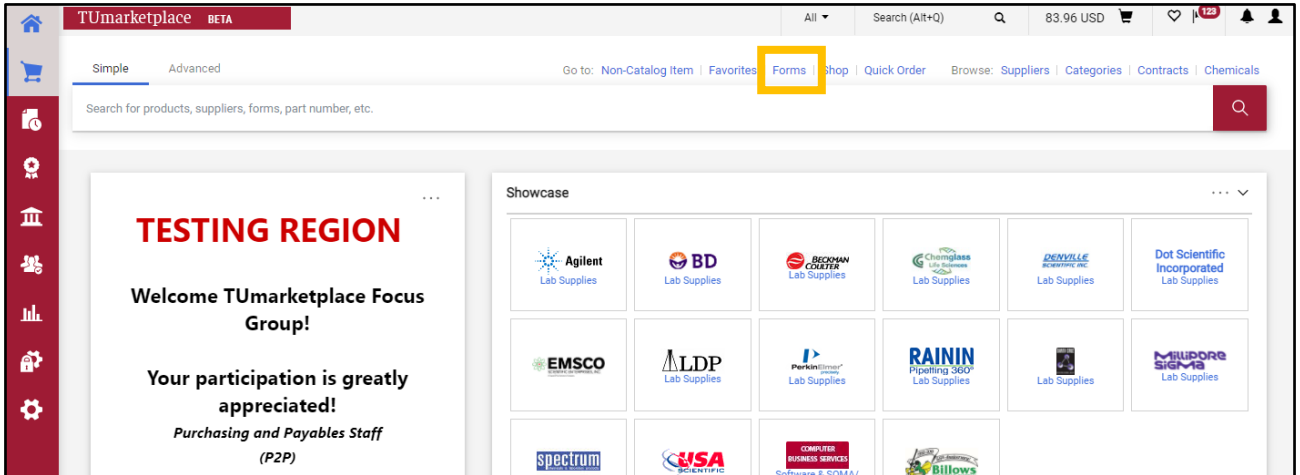 TUmarketplace BETA
All
Search (Alt+Q)
83.96 USD
123
Simple
Advanced
Go to: Non-Catalog Item | Favorites | Forms | Shop | Quick Order
Browse: Suppliers | Categories | Contracts | Chemicals
Search for products, suppliers, forms, part number, etc.
...
TESTING REGION
Welcome TUmarketplace Focus
Group!
Your participation is greatly
appreciated!
Purchasing and Payables Staff
(P2P)
Showcase
...
Agilent
Lab Supplies
BD
Lab Supplies
BECKMAN
COULTER
Lab Supplies
Chemglass
Life Sciences
Lab Supplies
DENVILLE
SCIENTIFIC INC.
Lab Supplies
Dot Scientific
Incorporated
Lab Supplies
EMSCO
LDP
Lab Supplies
PerkinElmer
precisely
Lab Supplies
RAININ
Pipetting 360°
Lab Supplies
Lab Supplies
MILLIPORE
SIGMA
Lab Supplies
spectrum
USA
SCIENTIFIC
COMPUTER
BUSINESS SERVICES
Software & SOMA/
Billows